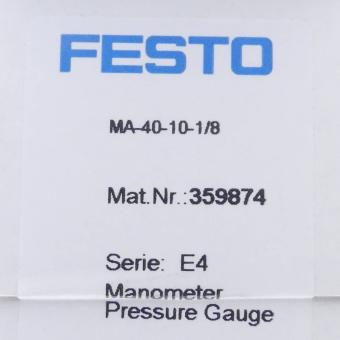 FESTO
MA-40-10-1/8
Mat.Nr.:359874
Serie: E4
Manometer
Pressure Gauge